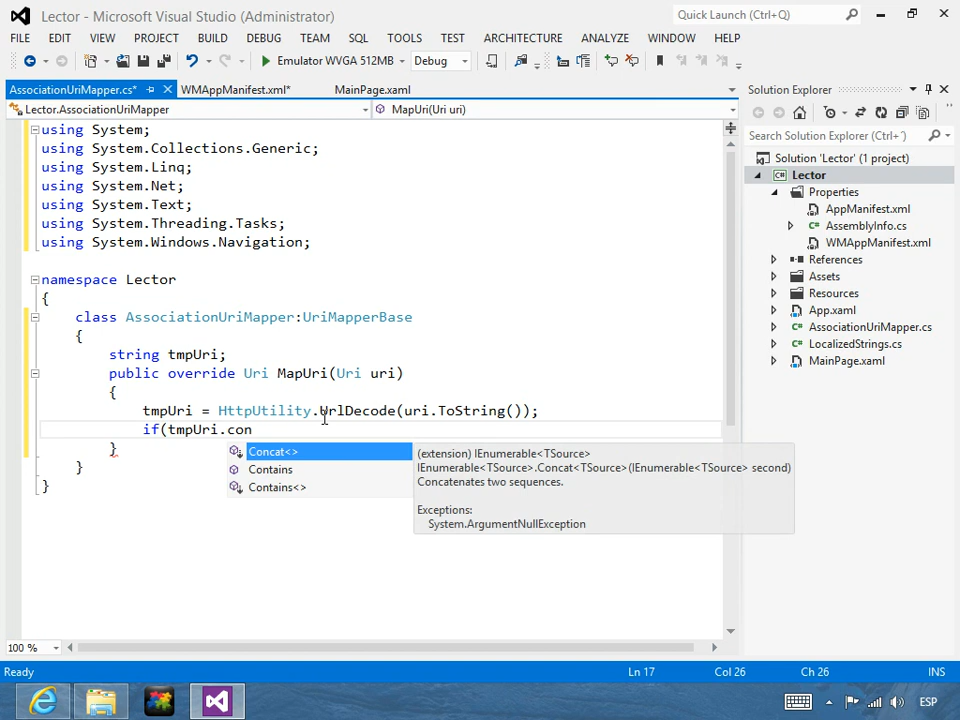 Lector - Microsoft Visual Studio (Administrator)
Quick Launch (Ctrl+Q)
FILE EDIT VIEW PROJECT BUILD DEBUG TEAM SQL TOOLS TEST ARCHITECTURE ANALYZE WINDOW HELP
Emulator WVGA 512MB Debug
AssociationUriMapper.cs* WMAppManifest.xml* MainPage.xaml
Lector.AssociationUriMapper MapUri(Uri uri)
using System;
using System.Collections.Generic;
using System.Linq;
using System.Net;
using System.Text;
using System.Threading.Tasks;
using System.Windows.Navigation;
namespace Lector
{
class AssociationUriMapper:UriMapperBase
{
string tmpUri;
public override Uri MapUri(Uri uri)
{
tmpUri = HttpUtility.UrlDecode(uri.ToString());
if(tmpUri.con
}
}
}
Concat<>
Contains
Contains<>
(extension) IEnumerable<TSource>
IEnumerable<TSource>.Concat<TSource>(IEnumerable<TSource> second)
Concatenates two sequences.
Exceptions:
System.ArgumentNullException
Solution Explorer
Search Solution Explorer (Ctrl+´)
Solution 'Lector' (1 project)
C# Lector
Properties
AppManifest.xml
C# AssemblyInfo.cs
WMAppManifest.xml
References
Assets
Resources
App.xaml
C# AssociationUriMapper.cs
C# LocalizedStrings.cs
MainPage.xaml
100 %
Ready Ln 17 Col 26 Ch 26 INS
ESP